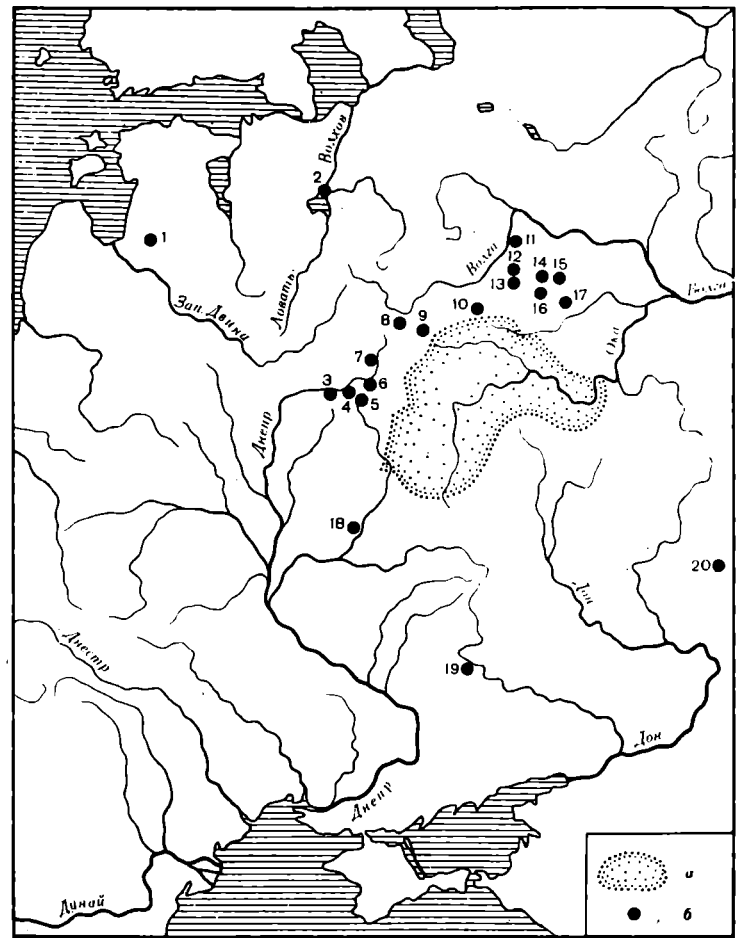 Волхов
2
1
Ловать
Зап. Двина
Волга
11
12
14
15
13
16
17
Волга
10
Ока
8
9
7
6
3
4
5
Днепр
18
20
Дон
Днестр
19
Дон
Днепр
Дунай
а
б